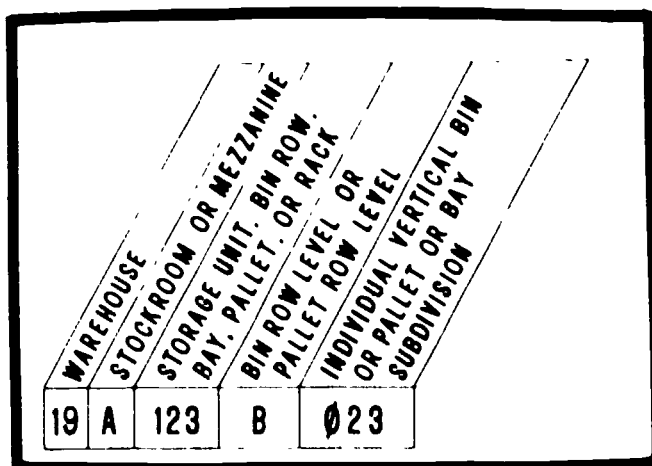 WAREHOUSE
STOCKROOM OR MEZZANINE
STORAGE UNIT. BIN ROW.
BAY. PALLET. OR RACK
BIN ROW LEVEL OR
PALLET ROW LEVEL
INDIVIDUAL VERTICAL BIN
OR PALLET OR BAY
SUBDIVISION
19 A 123 B Ø23